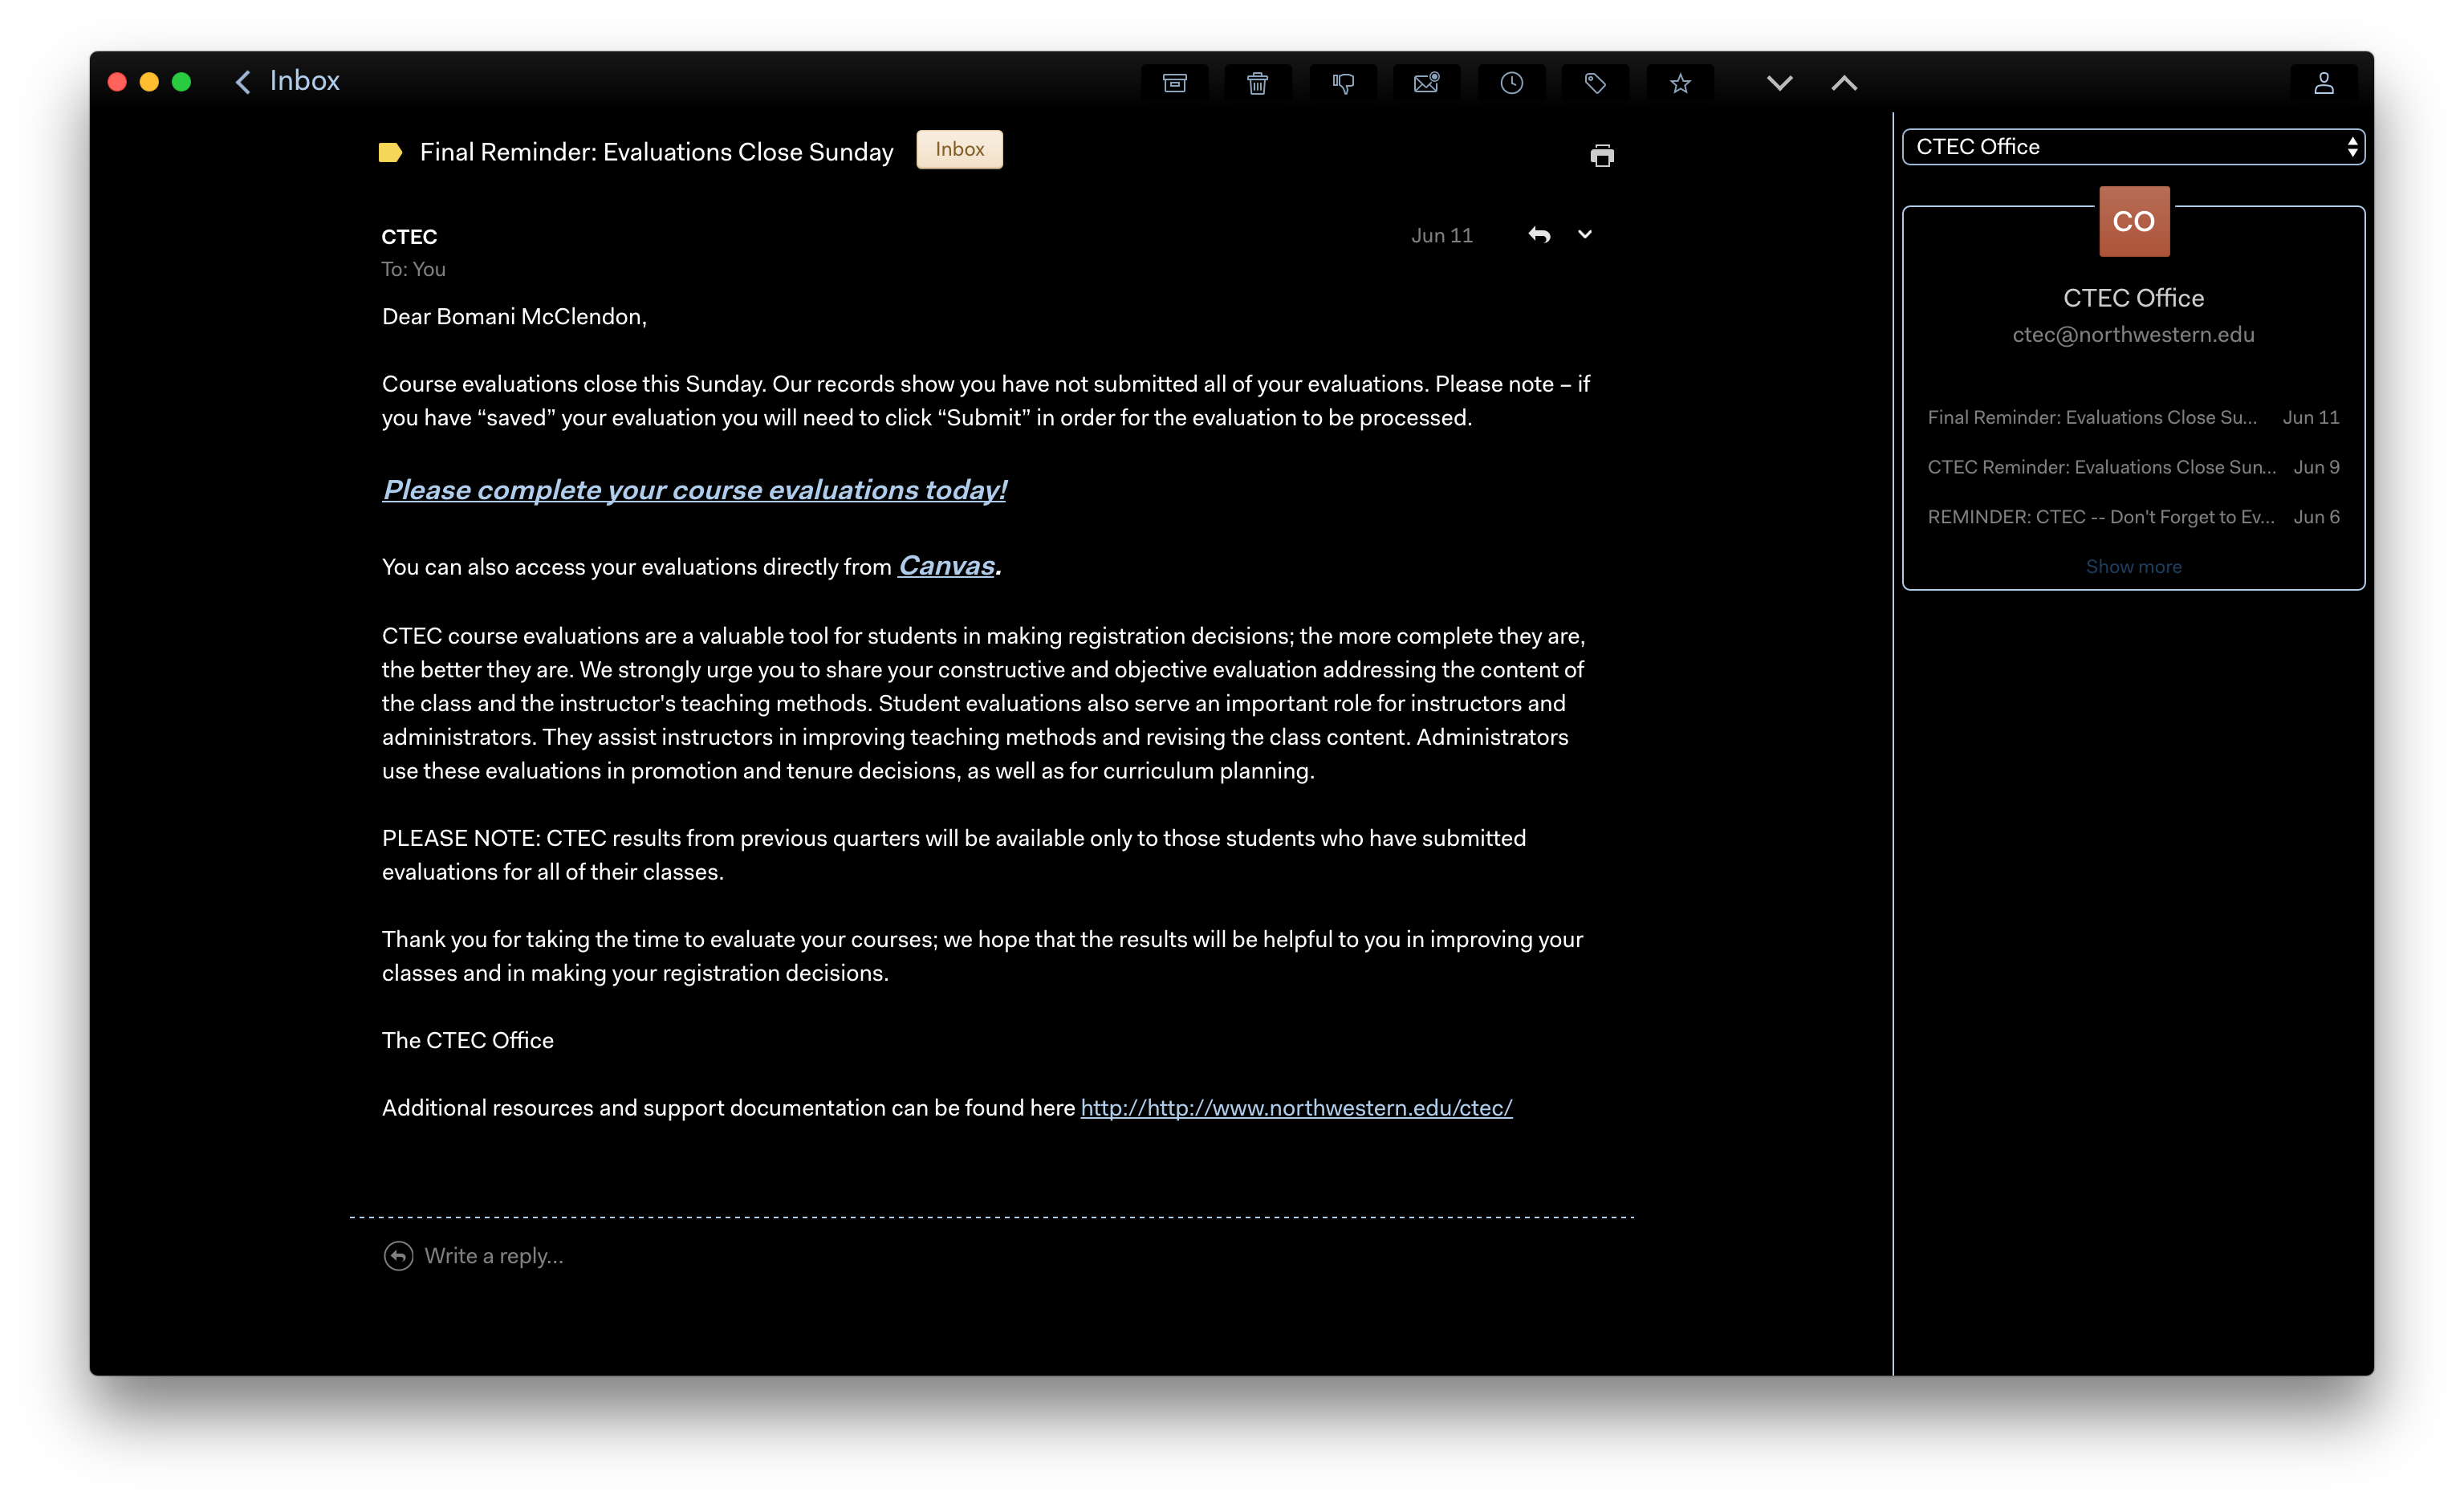 Inbox
Final Reminder: Evaluations Close Sunday Inbox
CTEC Jun 11
To: You
Dear Bomani McClendon,
Course evaluations close this Sunday. Our records show you have not submitted all of your evaluations. Please note – if
you have “saved” your evaluation you will need to click “Submit” in order for the evaluation to be processed.
Please complete your course evaluations today!
You can also access your evaluations directly from Canvas.
CTEC course evaluations are a valuable tool for students in making registration decisions; the more complete they are,
the better they are. We strongly urge you to share your constructive and objective evaluation addressing the content of
the class and the instructor's teaching methods. Student evaluations also serve an important role for instructors and
administrators. They assist instructors in improving teaching methods and revising the class content. Administrators
use these evaluations in promotion and tenure decisions, as well as for curriculum planning.
PLEASE NOTE: CTEC results from previous quarters will be available only to those students who have submitted
evaluations for all of their classes.
Thank you for taking the time to evaluate your courses; we hope that the results will be helpful to you in improving your
classes and in making your registration decisions.
The CTEC Office
Additional resources and support documentation can be found here http://http://www.northwestern.edu/ctec/
Write a reply...
CTEC Office
CO
CTEC Office
ctec@northwestern.edu
Final Reminder: Evaluations Close Su... Jun 11
CTEC Reminder: Evaluations Close Sun... Jun 9
REMINDER: CTEC -- Don't Forget to Ev... Jun 6
Show more